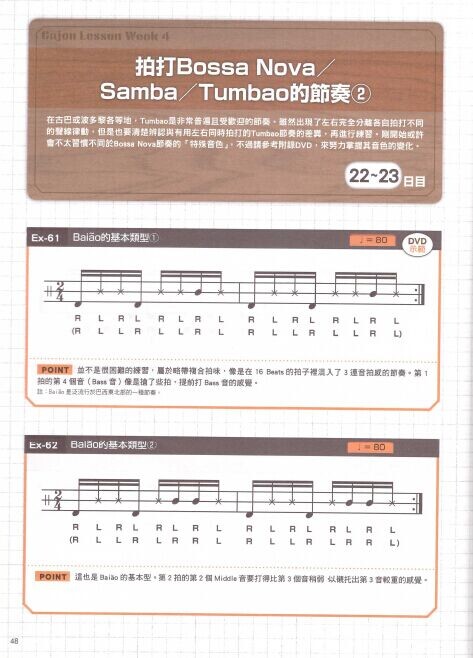 Cajon Lesson Week 4
拍打Bossa Nova／
Samba／Tumbao的節奏②
在古巴或波多黎各等地，Tumbao是非常普遍且受歡迎的節奏。雖然出現了左右完全分離各自拍打不同
的聲線律動，但是也要清楚辨認與有用左右同時拍打的Tumbao節奏的差異，再進行練習。剛開始或許
會不太習慣不同於Bossa Nova節奏的「特殊音色」，不過請參考附錄DVD，來努力掌握其音色的變化。
22~23日目
Ex-61 Baião的基本類型① ♩=80 DVD
示範
2
4
R L R L R L R L R L R L R L R L
(R L R L R L R L R L R L R L R L)
POINT 並不是很困難的練習，屬於略帶複合拍味，像是在 16 Beats 的拍子裡混入了 3 連音拍感的節奏。第 1
拍的第 4 個音（Bass 音）像是搶了些拍，提前打 Bass 音的感覺。
註：Baião 是泛流行於巴西東北部的一種節奏。
Ex-62 Baião的基本類型② ♩=80
2
4
R L R L R L R L R L R L R L R L
(R L R L R L R L R L R L R L R L)
POINT 這也是 Baião 的基本型。第 2 拍的第 2 個 Middle 音要打得比第 3 個音稍弱，以襯托出第 3 音較重的感覺。
48